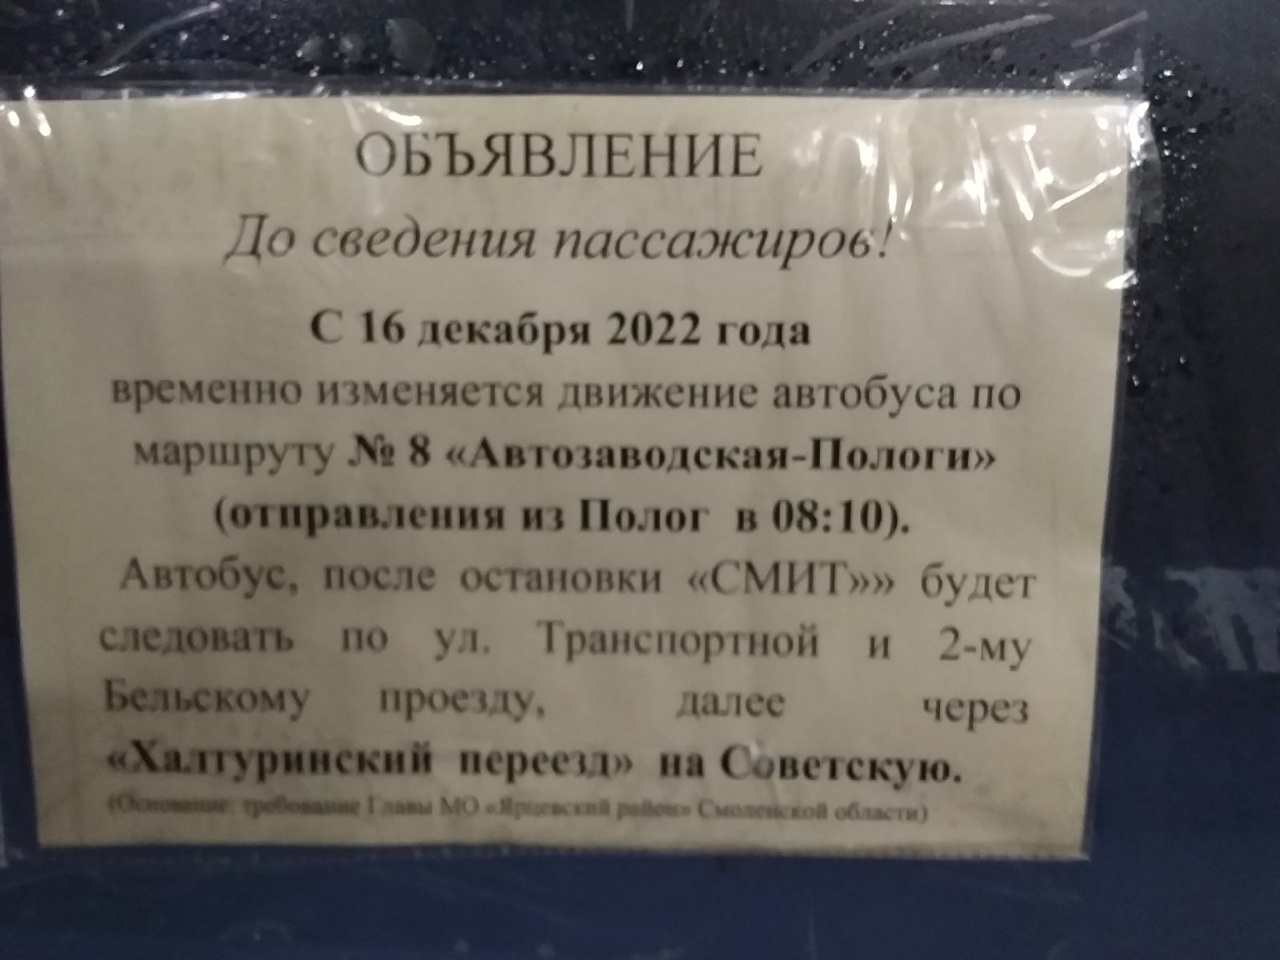 ОБЪЯВЛЕНИЕ
До сведения пассажиров!
С 16 декабря 2022 года
временно изменяется движение автобуса по
маршруту № 8 «Автозаводская-Пологи»
(отправления из Полог в 08:10).
Автобус, после остановки «СМИТ»» будет
следовать по ул. Транспортной и 2-му
Бельскому проезду, далее через
«Халтуринский переезд» на Советскую.
(Основание: требование Главы МО «Ярцевский район» Смоленской области)